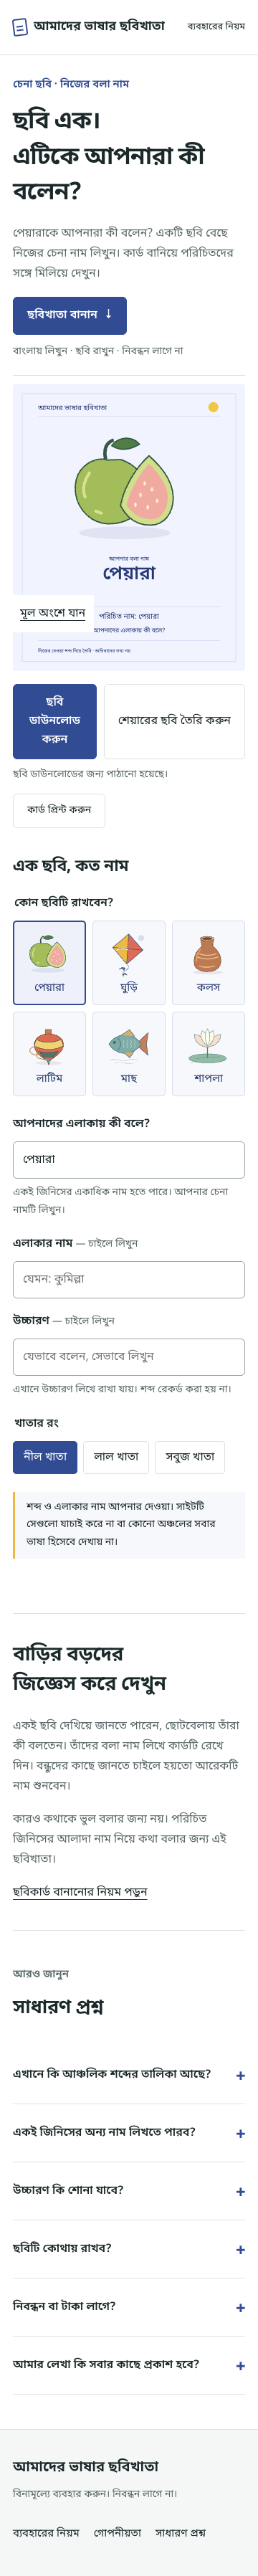 আমাদের ভাষার ছবিখাতা
ব্যবহারের নিয়ম
চেনা ছবি · নিজের বলা নাম
ছবি এক।
এটিকে আপনারা কী
বলেন?
পেয়ারাকে আপনারা কী বলেন? একটি ছবি বেছে
নিজের চেনা নাম লিখুন। কার্ড বানিয়ে পরিচিতদের
সঙ্গে মিলিয়ে দেখুন।
ছবিখাতা বানান ↓
বাংলায় লিখুন · ছবি রাখুন · নিবন্ধন লাগে না
আমাদের ভাষার ছবিখাতা
আপনার বলা নাম
পেয়ারা
মূল অংশে যান
পরিচিত নাম: পেয়ারা
আপনাদের এলাকায় কী বলে?
ছবি
ডাউনলোড
করুন
শেয়ারের ছবি তৈরি করুন
ছবি ডাউনলোডের জন্য পাঠানো হয়েছে।
কার্ড প্রিন্ট করুন
এক ছবি, কত নাম
কোন ছবিটি রাখবেন?
পেয়ারা
ঘুড়ি
কলস
লাটিম
মাছ
শাপলা
আপনাদের এলাকায় কী বলে?
পেয়ারা
একই জিনিসের একাধিক নাম হতে পারে। আপনার চেনা
নামটি লিখুন।
এলাকার নাম — চাইলে লিখুন
যেমন: কুমিল্লা
উচ্চারণ — চাইলে লিখুন
যেভাবে বলেন, সেভাবে লিখুন
এখানে উচ্চারণ লিখে রাখা যায়। শব্দ রেকর্ড করা হয় না।
খাতার রং
নীল খাতা
লাল খাতা
সবুজ খাতা
শব্দ ও এলাকার নাম আপনার দেওয়া। সাইটটি
সেগুলো যাচাই করে না বা কোনো অঞ্চলের সবার
ভাষা হিসেবে দেখায় না।
বাড়ির বড়দের
জিজ্ঞেস করে দেখুন
একই ছবি দেখিয়ে জানতে পারেন, ছোটবেলায় তাঁরা
কী বলতেন। তাঁদের বলা নাম লিখে কার্ডটি রেখে
দিন। বন্ধুদের কাছে জানতে চাইলে হয়তো আরেকটি
নাম শুনবেন।
কারও কথাকে ভুল বলার জন্য নয়। পরিচিত
জিনিসের আলাদা নাম নিয়ে কথা বলার জন্য এই
ছবিখাতা।
ছবিকার্ড বানানোর নিয়ম পড়ুন
আরও জানুন
সাধারণ প্রশ্ন
এখানে কি আঞ্চলিক শব্দের তালিকা আছে? +
একই জিনিসের অন্য নাম লিখতে পারব? +
উচ্চারণ কি শোনা যাবে? +
ছবিটি কোথায় রাখব? +
নিবন্ধন বা টাকা লাগে? +
আমার লেখা কি সবার কাছে প্রকাশ হবে? +
আমাদের ভাষার ছবিখাতা
বিনামূল্যে ব্যবহার করুন। নিবন্ধন লাগে না।
ব্যবহারের নিয়ম
গোপনীয়তা
সাধারণ প্রশ্ন